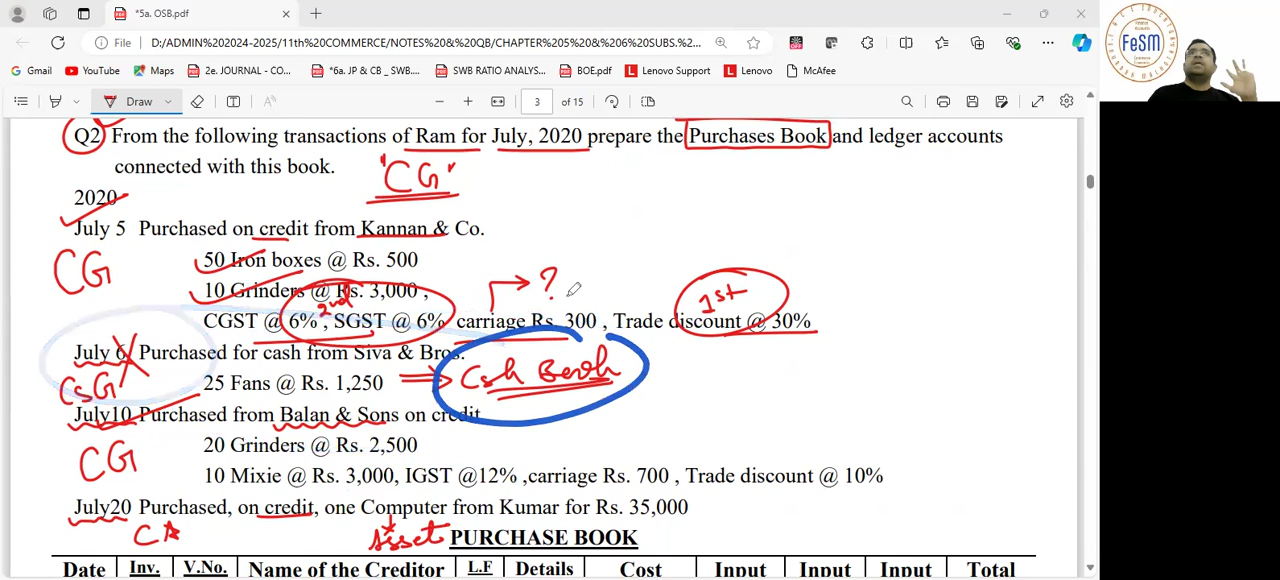 *5a. OSB.pdf
File D:/ADMIN%202024-2025/11th%20COMMERCE/NOTES%20&%20QB/CHAPTER%205%20&%206%20SUBS.%2...
Gmail YouTube Maps 2e. JOURNAL - CO... *6a. JP & CB _SWB.... SWB RATIO ANALYS... BOE.pdf Lenovo Support Lenovo McAfee
Draw 3 of 15
FeSM
Q2) From the following transactions of Ram for July, 2020 prepare the Purchases Book and ledger accounts
connected with this book.
"CG"
2020
July 5 Purchased on credit from Kannan & Co.
CG
50 Iron boxes @ Rs. 500
10 Grinders @ Rs. 3,000 ,
?
2nd
1st
CGST @ 6% , SGST @ 6% carriage Rs. 300 , Trade discount @ 30%
July 6 Purchased for cash from Siva & Bros.
CsG
25 Fans @ Rs. 1,250
Csh Book
July10 Purchased from Balan & Sons on credit
CG
20 Grinders @ Rs. 2,500
10 Mixie @ Rs. 3,000, IGST @12% ,carriage Rs. 700 , Trade discount @ 10%
July20 Purchased, on credit, one Computer from Kumar for Rs. 35,000
CA
Asset
PURCHASE BOOK
Date Inv. V.No. Name of the Creditor L.F Details Cost Input Input Input Total